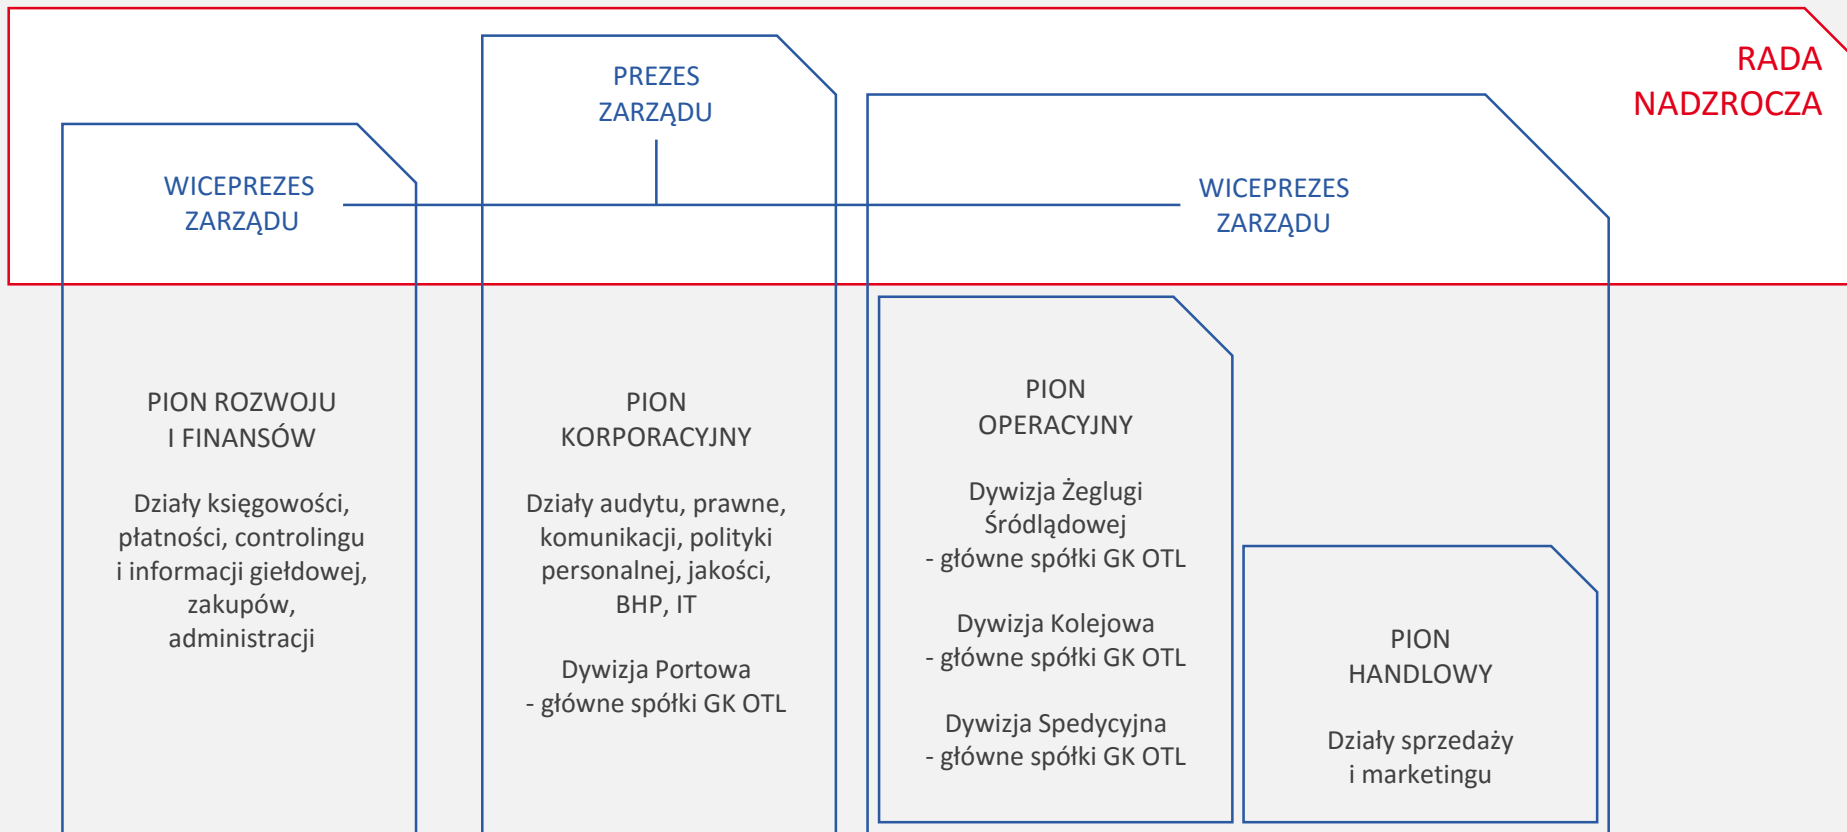 RADA
NADZROCZA
PREZES
ZARZĄDU
WICEPREZES
ZARZĄDU
WICEPREZES
ZARZĄDU
PION ROZWOJU
I FINANSÓW
Działy księgowości,
płatności, controlingu
i informacji giełdowej,
zakupów,
administracji
PION
KORPORACYJNY
Działy audytu, prawne,
komunikacji, polityki
personalnej, jakości,
BHP, IT
Dywizja Portowa
- główne spółki GK OTL
PION
OPERACYJNY
Dywizja Żeglugi
Śródlądowej
- główne spółki GK OTL
Dywizja Kolejowa
- główne spółki GK OTL
Dywizja Spedycyjna
- główne spółki GK OTL
PION
HANDLOWY
Działy sprzedaży
i marketingu